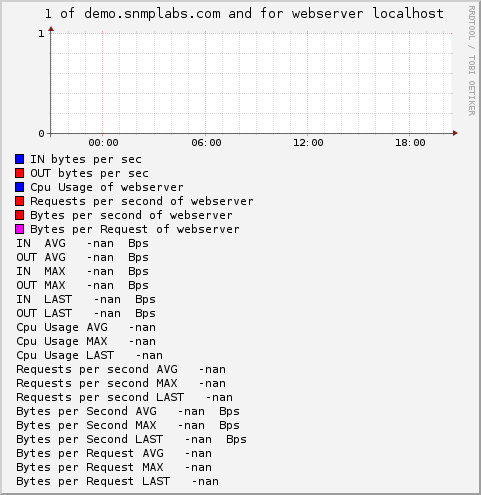 1 of demo.snmplabs.com and for webserver localhost
RRDTOOL / TOBI OETIKER
1
0
00:00 06:00 12:00 18:00
IN bytes per sec
OUT bytes per sec
Cpu Usage of webserver
Requests per second of webserver
Bytes per second of webserver
Bytes per Request of webserver
IN AVG -nan Bps
OUT AVG -nan Bps
IN MAX -nan Bps
OUT MAX -nan Bps
IN LAST -nan Bps
OUT LAST -nan Bps
Cpu Usage AVG -nan
Cpu Usage MAX -nan
Cpu Usage LAST -nan
Requests per second AVG -nan
Requests per second MAX -nan
Requests per second LAST -nan
Bytes per Second AVG -nan Bps
Bytes per Second MAX -nan Bps
Bytes per Second LAST -nan Bps
Bytes per Request AVG -nan
Bytes per Request MAX -nan
Bytes per Request LAST -nan